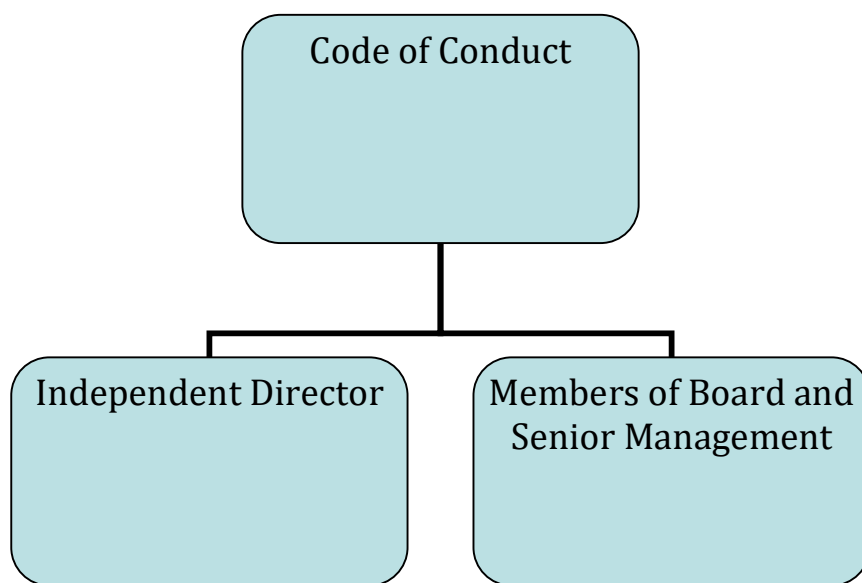 Code of Conduct
Independent Director
Members of Board and
Senior Management